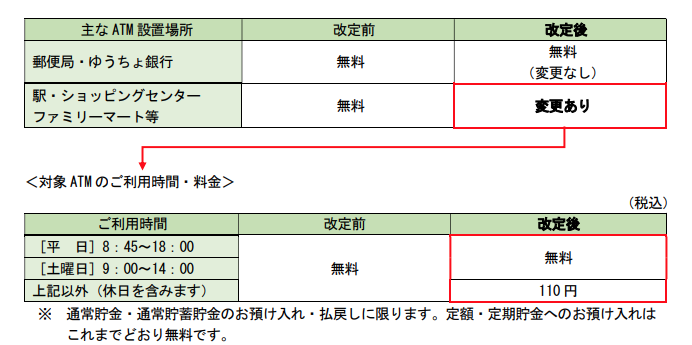 主なATM設置場所 改定前 改定後
郵便局・ゆうちょ銀行 無料 無料
（変更なし）
駅・ショッピングセンター
ファミリーマート等 無料 変更あり
＜対象ATMのご利用時間・料金＞
（税込）
ご利用時間 改定前 改定後
［平　日］8：45～18：00
［土曜日］9：00～14：00 無料 無料
上記以外（休日を含みます） 110円
※　通常貯金・通常貯蓄貯金のお預け入れ・払戻しに限ります。定額・定期貯金へのお預け入れは
これまでどおり無料です。